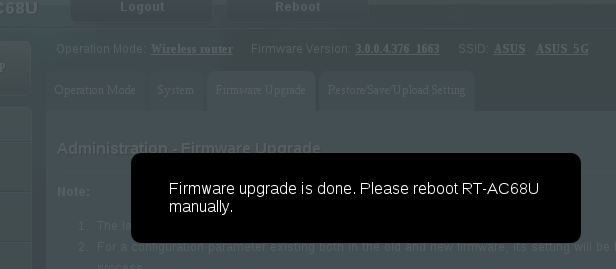 C68U Logout Reboot
Operation Mode: Wireless router Firmware Version: 3.0.0.4.376_1663 SSID: ASUS ASUS_5G
Operation Mode System Firmware Upgrade Restore/Save/Upload Setting
Administration - Firmware Upgrade
Firmware upgrade is done. Please reboot RT-AC68U
manually.
Note:
1. The la
2. For a configuration parameter existing both in the old and new firmware, its setting will be
process.